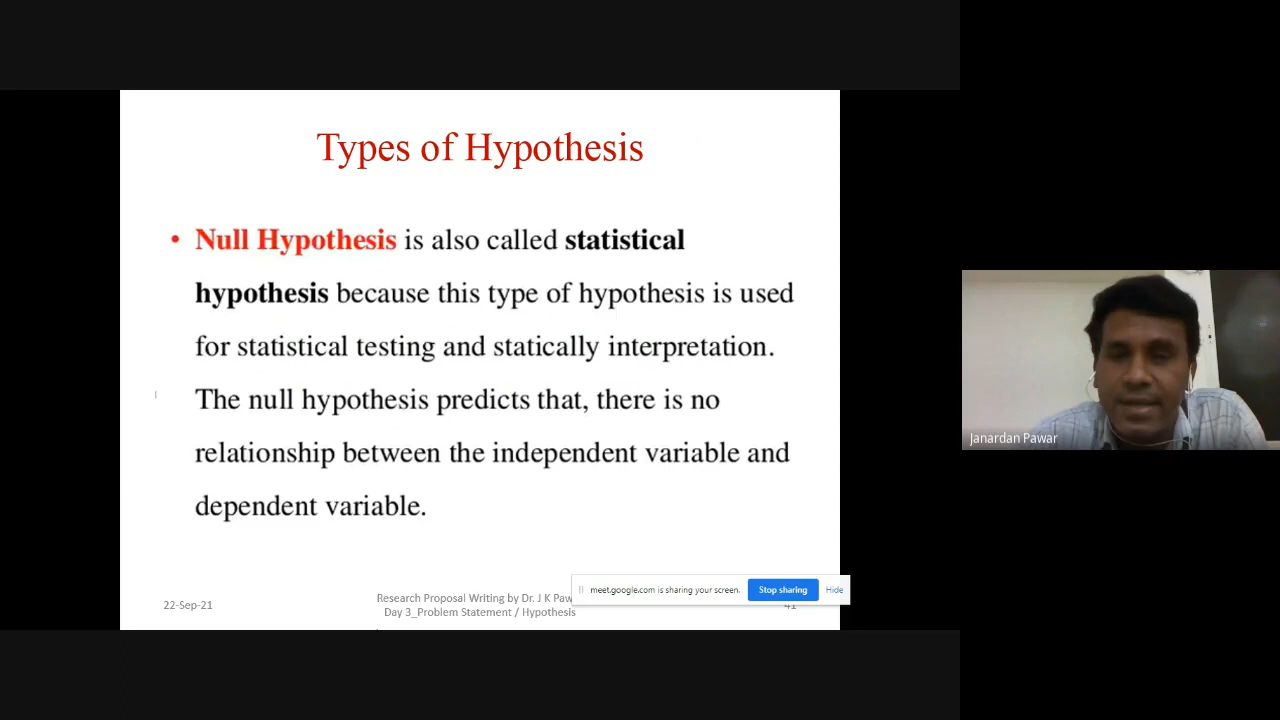 Types of Hypothesis
• Null Hypothesis is also called statistical
hypothesis because this type of hypothesis is used
for statistical testing and statically interpretation.
The null hypothesis predicts that, there is no
relationship between the independent variable and
dependent variable.
Janardan Pawar
22-Sep-21
Research Proposal Writing by Dr. J K
Day 3_Problem Statement / Hypothesis
meet.google.com is sharing your screen.
Stop sharing
Hide
41